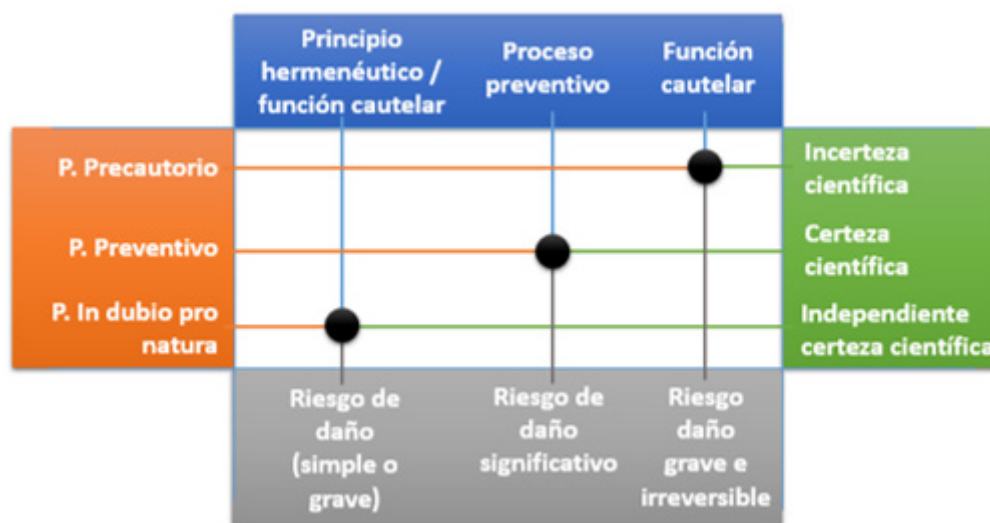 Principio
hermenéutico /
función cautelar
Proceso
preventivo
Función
cautelar
P. Precautorio
P. Preventivo
P. In dubio pro
natura
Incerteza
científica
Certeza
científica
Independiente
certeza científica
Riesgo de
daño
(simple o
grave)
Riesgo de
daño
significativo
Riesgo
daño
grave e
irreversible